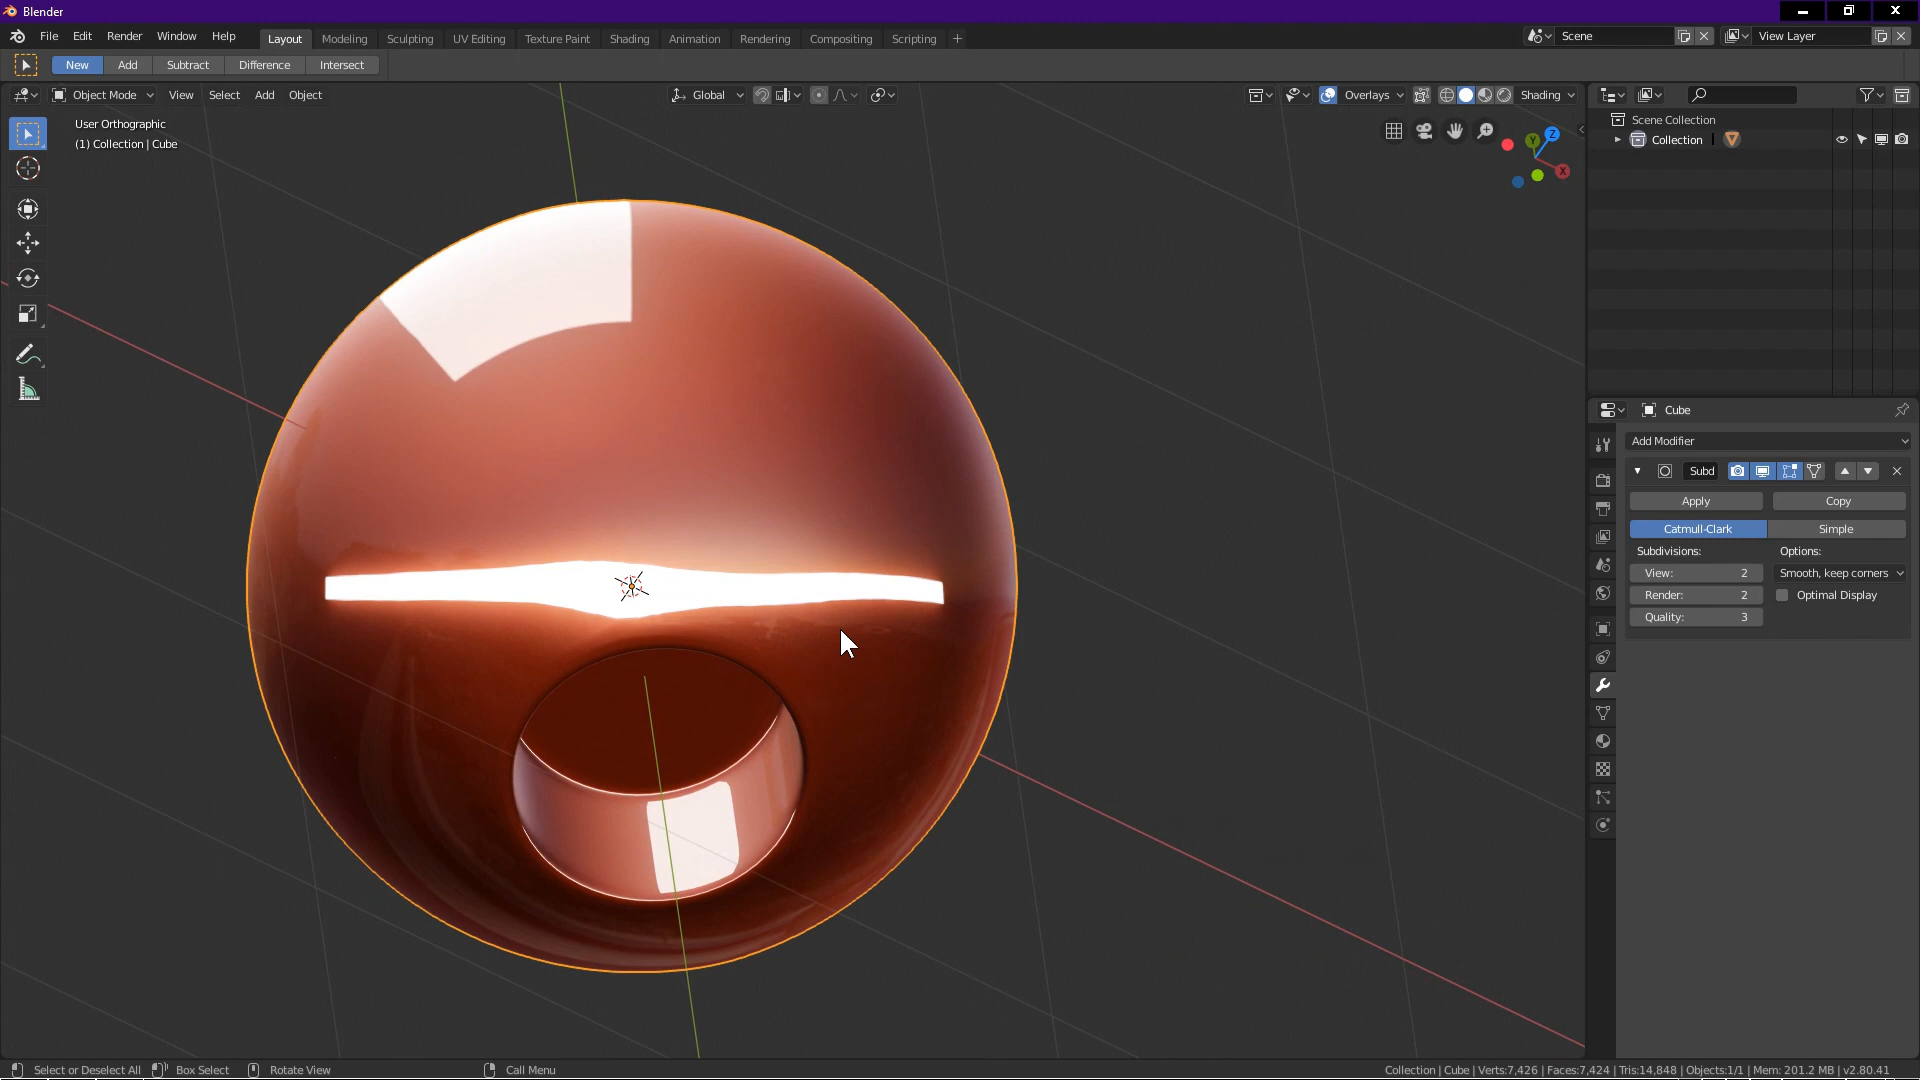 Blender
File Edit Render Window Help Layout Modeling Sculpting UV Editing Texture Paint Shading Animation Rendering Compositing Scripting + Scene View Layer
New Add Subtract Difference Intersect
Object Mode View Select Add Object Global Overlays Shading
User Orthographic
(1) Collection | Cube
Z
Y
X
Scene Collection
Collection
Cube
Add Modifier
Subd
Apply Copy
Catmull-Clark Simple
Subdivisions: Options:
View: 2 Smooth, keep corners
Render: 2 Optimal Display
Quality: 3
Select or Deselect All Box Select Rotate View Call Menu Collection | Cube | Verts:7,426 | Faces:7,424 | Tris:14,848 | Objects:1/1 | Mem: 201.2 MB | v2.80.41